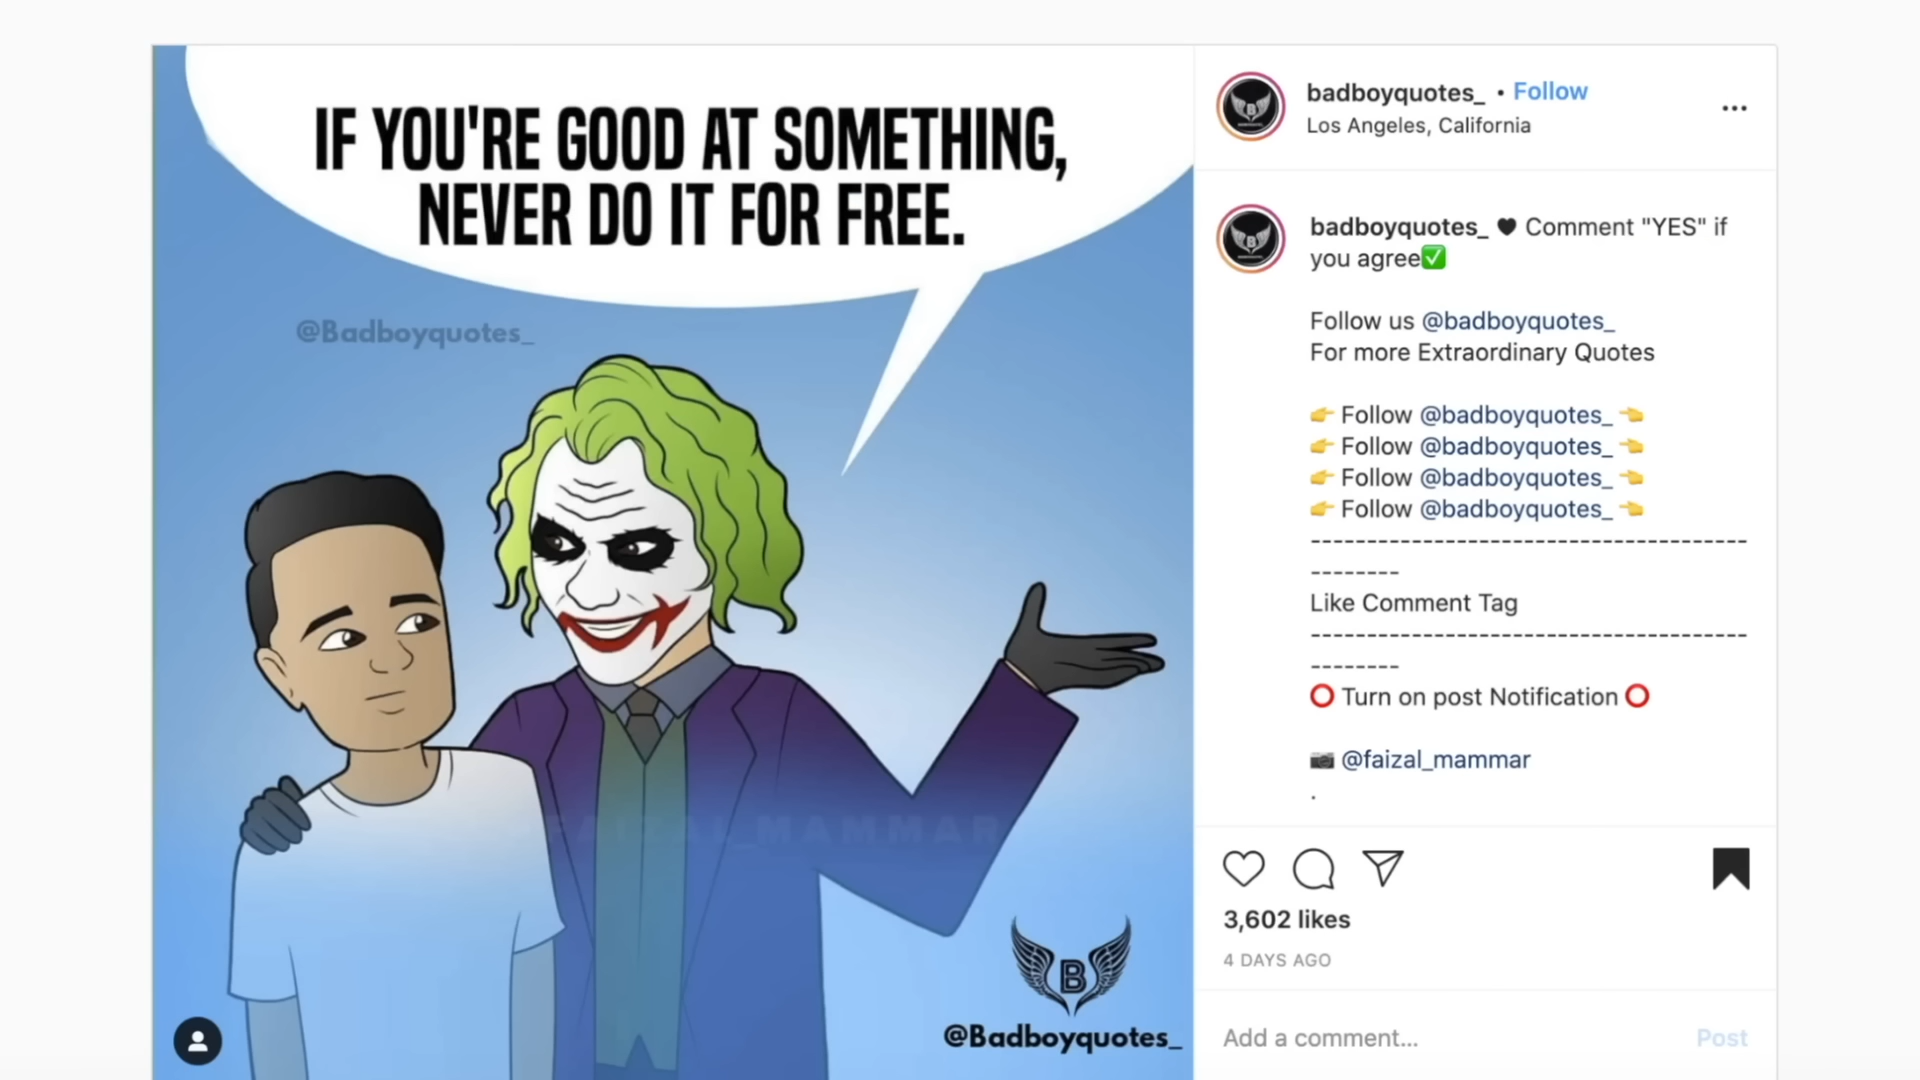 IF YOU'RE GOOD AT SOMETHING,
NEVER DO IT FOR FREE.
@Badboyquotes_
FAIZAL_MAMMAR
B
@Badboyquotes_
badboyquotes_ • Follow
Los Angeles, California
badboyquotes_ 🖤 Comment "YES" if
you agree✅
Follow us @badboyquotes_
For more Extraordinary Quotes
👉 Follow @badboyquotes_ 👈
👉 Follow @badboyquotes_ 👈
👉 Follow @badboyquotes_ 👈
👉 Follow @badboyquotes_ 👈
---------------------------------------
--------
Like Comment Tag
---------------------------------------
--------
⭕ Turn on post Notification ⭕
📷 @faizal_mammar
.
3,602 likes
4 DAYS AGO
Add a comment...
Post